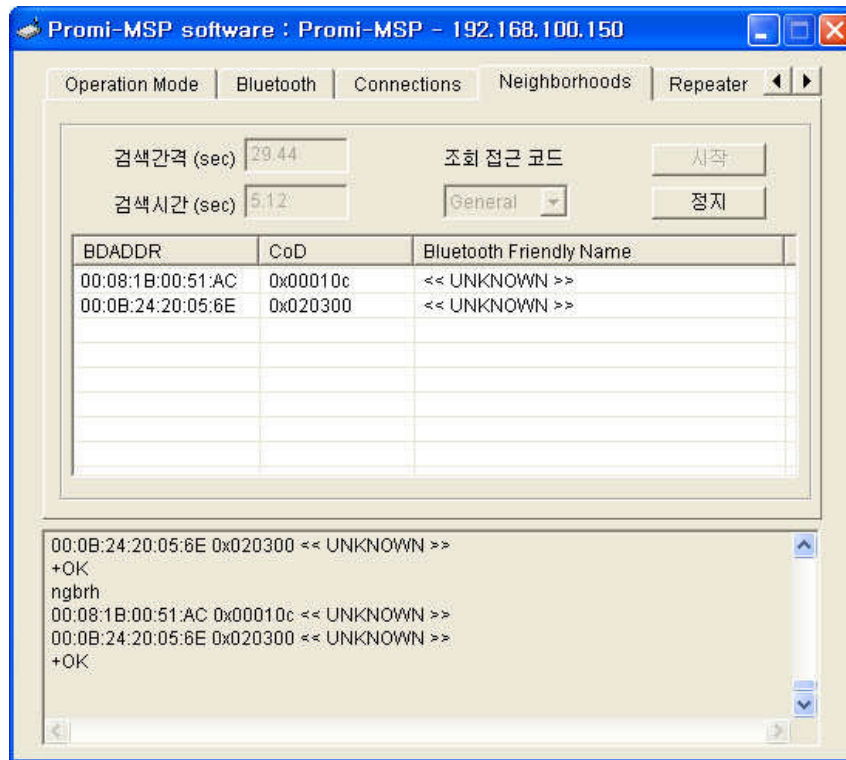 Promi-MSP software : Promi-MSP - 192.168.100.150
Operation Mode Bluetooth Connections Neighborhoods Repeater
검색간격 (sec) 29.44 조회 접근 코드 시작
검색시간 (sec) 5.12 General 정지
BDADDR CoD Bluetooth Friendly Name
00:08:1B:00:51:AC 0x00010c << UNKNOWN >>
00:0B:24:20:05:6E 0x020300 << UNKNOWN >>
00:0B:24:20:05:6E 0x020300 << UNKNOWN >>
+OK
ngbrh
00:08:1B:00:51:AC 0x00010c << UNKNOWN >>
00:0B:24:20:05:6E 0x020300 << UNKNOWN >>
+OK